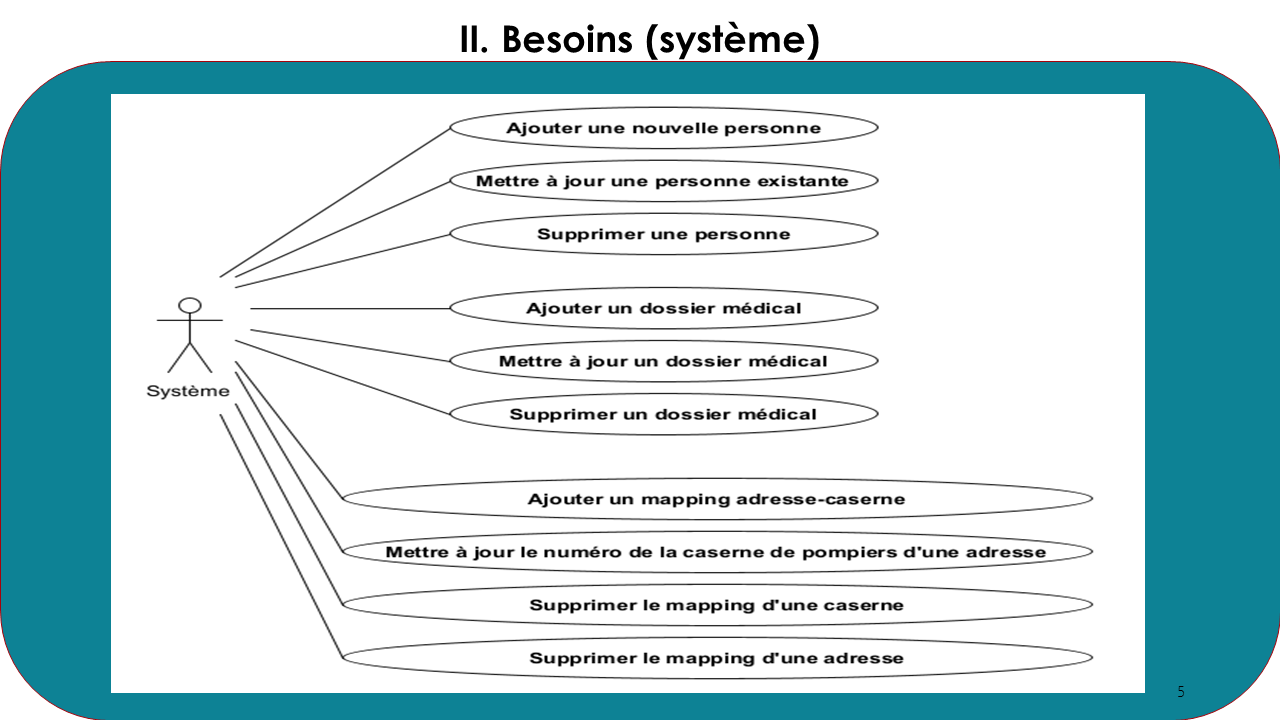 II. Besoins (système)
Ajouter une nouvelle personne
Mettre à jour une personne existante
Supprimer une personne
Ajouter un dossier médical
Mettre à jour un dossier médical
Système
Supprimer un dossier médical
Ajouter un mapping adresse-caserne
Mettre à jour le numéro de la caserne de pompiers d'une adresse
Supprimer le mapping d'une caserne
Supprimer le mapping d'une adresse
5